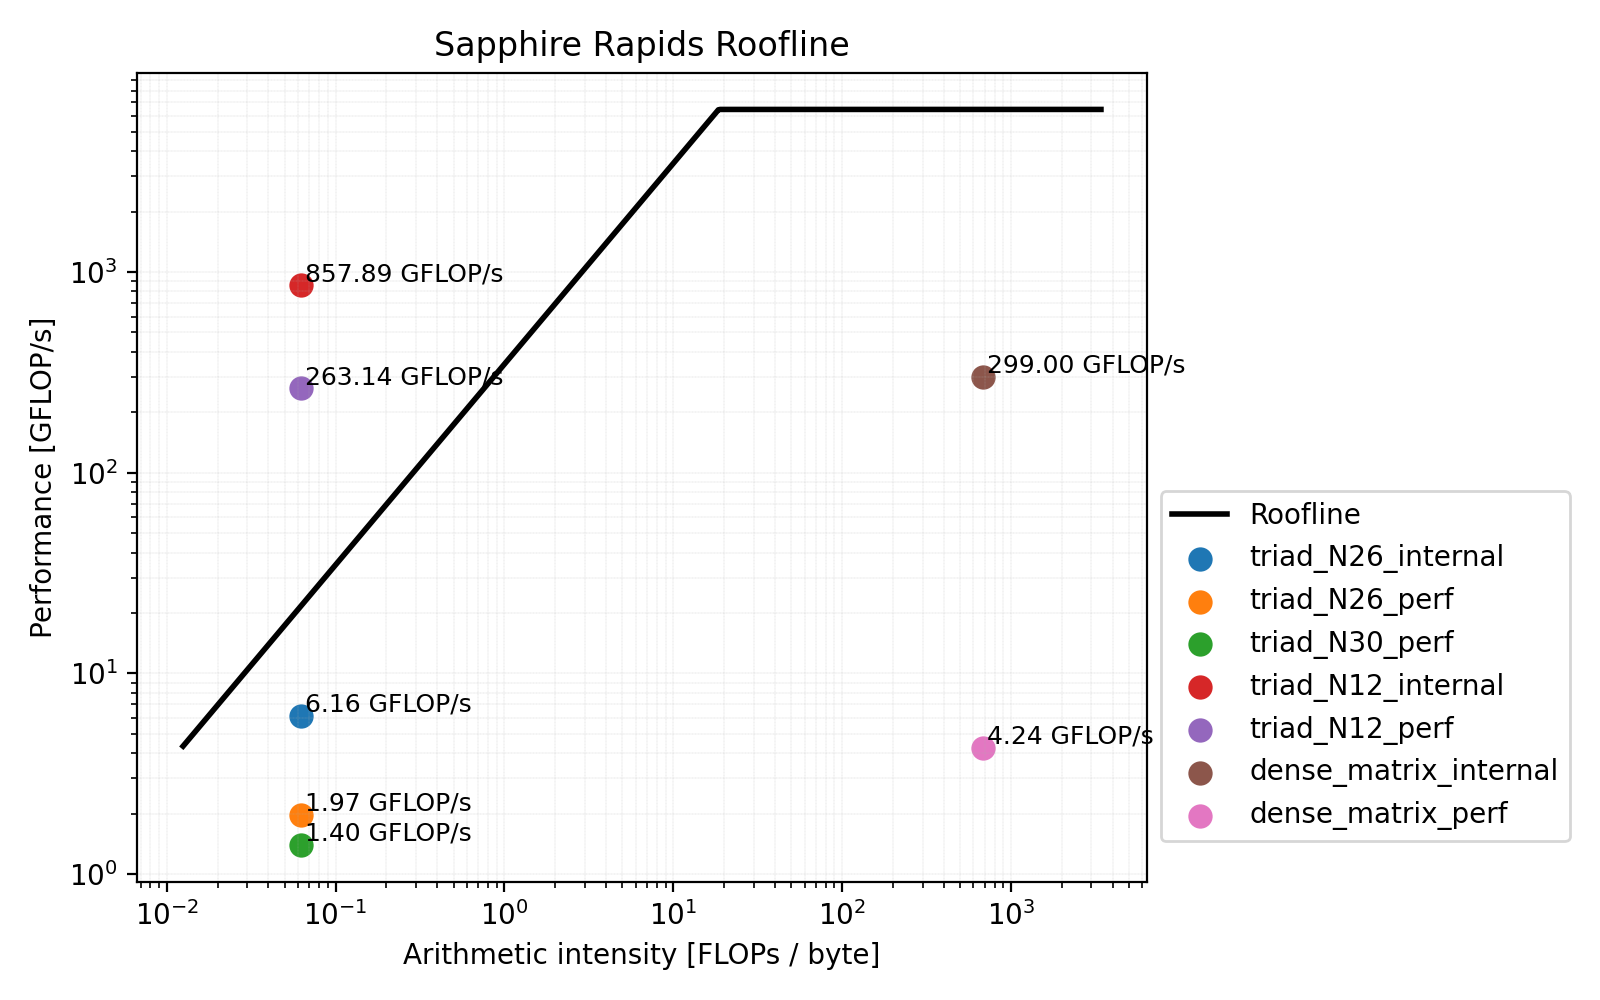 Sapphire Rapids Roofline
Performance [GFLOP/s]
10³
10²
10¹
10⁰
857.89 GFLOP/s
263.14 GFLOP/s
299.00 GFLOP/s
6.16 GFLOP/s
4.24 GFLOP/s
1.97 GFLOP/s
1.40 GFLOP/s
10⁻² 10⁻¹ 10⁰ 10¹ 10² 10³
Arithmetic intensity [FLOPs / byte]
Roofline
triad_N26_internal
triad_N26_perf
triad_N30_perf
triad_N12_internal
triad_N12_perf
dense_matrix_internal
dense_matrix_perf